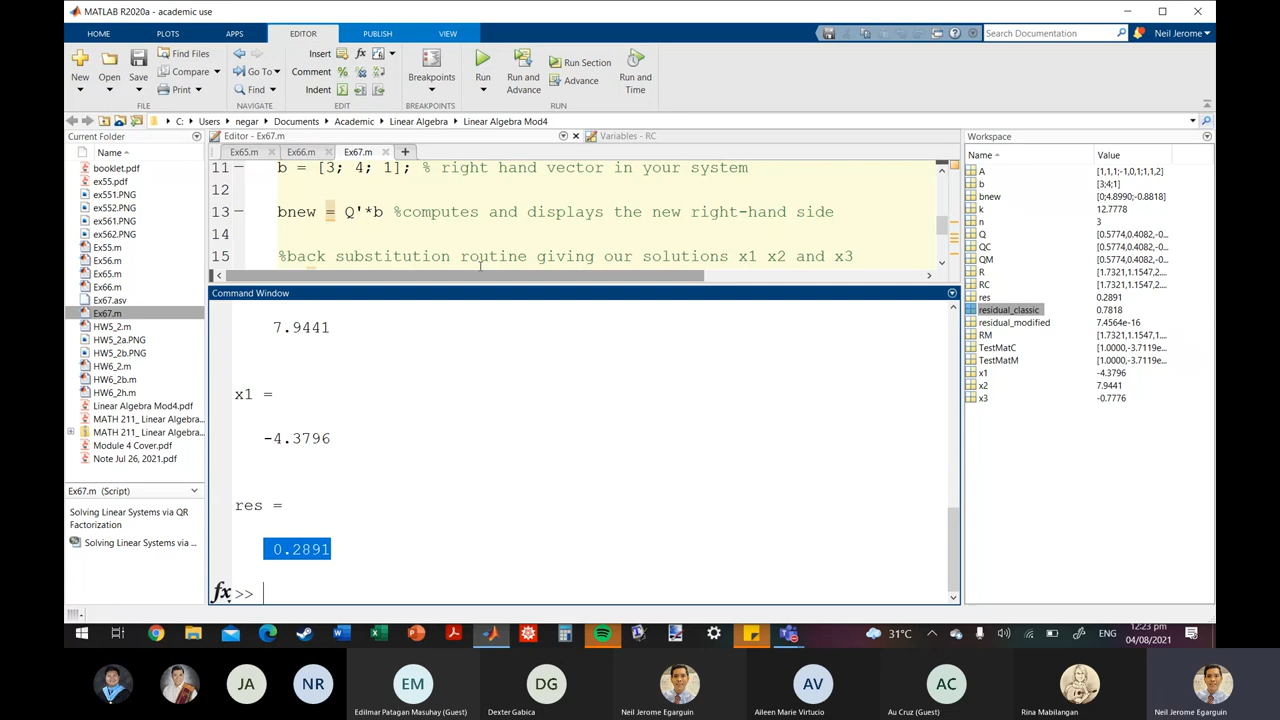 MATLAB R2020a - academic use
HOME PLOTS APPS EDITOR PUBLISH VIEW Search Documentation Neil Jerome
New Open Save Find Files Compare Print
Go To Find
Insert fx Comment Indent
Breakpoints Run Run and Advance Run Section Advance Run and Time
FILE NAVIGATE EDIT BREAKPOINTS RUN
C: Users negar Documents Academic Linear Algebra Linear Algebra Mod4
Current Folder
Name
booklet.pdf
ex55.pdf
ex551.PNG
ex552.PNG
ex561.PNG
ex562.PNG
Ex55.m
Ex56.m
Ex65.m
Ex66.m
Ex67.asv
Ex67.m
HW5_2.m
HW5_2a.PNG
HW5_2b.PNG
HW6_2.m
HW6_2b.m
HW6_2h.m
Linear Algebra Mod4.pdf
MATH 211_ Linear Algebra...
MATH 211_ Linear Algebra...
Module 4 Cover.pdf
Note Jul 26, 2021.pdf
Ex67.m (Script)
Solving Linear Systems via QR
Factorization
Solving Linear Systems via ...
Editor - Ex67.m Variables - RC
Ex65.m Ex66.m Ex67.m
11 b = [3; 4; 1]; % right hand vector in your system
12
13 bnew = Q'*b %computes and displays the new right-hand side
14
15 %back substitution routine giving our solutions x1 x2 and x3
Command Window
7.9441
x1 =
-4.3796
res =
0.2891
fx >>
Workspace
Name Value
A [1,1,1;-1,0,1;1,1,2]
b [3;4;1]
bnew [0;4.8990;-0.8818]
k 12.7778
n 3
Q [0.5774,0.4082,-0...
QC [0.5774,0.4082,-0...
QM [0.5774,0.4082,-0...
R [1.7321,1.1547,2...
RC [1.7321,1.1547,2...
res 0.2891
residual_classic 0.7818
residual_modified 7.4564e-16
RM [1.7321,1.1547,2...
TestMatC [1.0000,-3.7119e...
TestMatM [1.0000,-3.7119e...
x1 -4.3796
x2 7.9441
x3 -0.7776
31°C ENG 12:23 pm
04/08/2021
JA NR EM DG AV AC
Edilmar Patagan Masuhay (Guest) Dexter Gabica Neil Jerome Egarguin Aileen Marie Virtucio Au Cruz (Guest) Rina Mabilangan Neil Jerome Egarguin